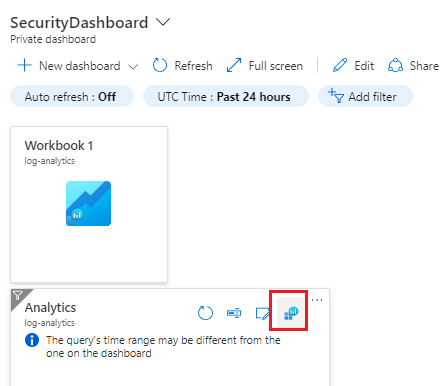 SecurityDashboard
Private dashboard
New dashboard Refresh Full screen Edit Share
Auto refresh : Off UTC Time : Past 24 hours Add filter
Workbook 1
log-analytics
Analytics
log-analytics
The query's time range may be different from the
one on the dashboard